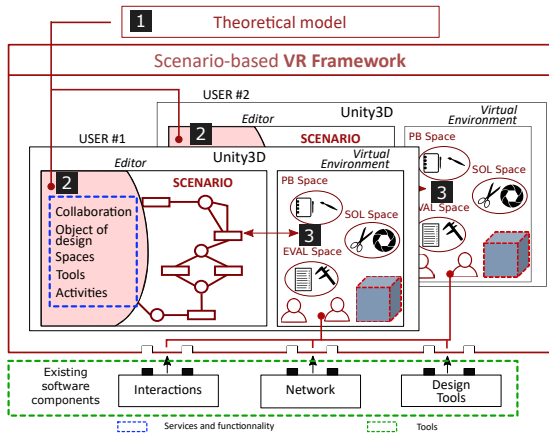 1 Theoretical model
Scenario-based VR Framework
USER #2
Unity3D
Virtual
Environment
Editor
2
SCENARIO
PB Space
SOL Space
3
VAL Space
USER #1
Unity3D
Virtual
Environment
Editor
2
SCENARIO
PB Space
Collaboration
Object of
design
Spaces
Tools
Activities
3
SOL Space
EVAL Space
Existing
software
components
Interactions
Network
Design
Tools
Services and functionnality
Tools